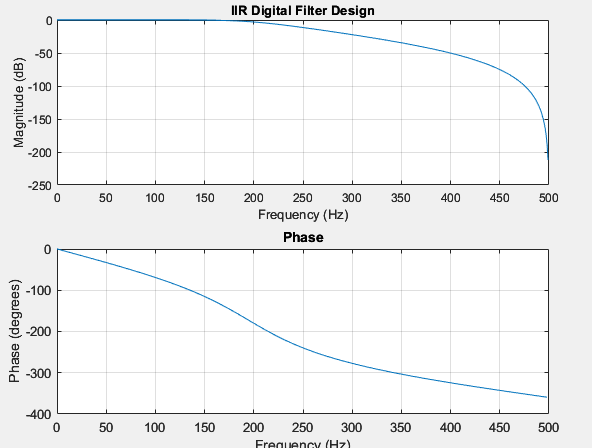 IIR Digital Filter Design
0
-50
-100
-150
-200
-250
Magnitude (dB)
0 50 100 150 200 250 300 350 400 450 500
Frequency (Hz)
Phase
0
-100
-200
-300
-400
Phase (degrees)
0 50 100 150 200 250 300 350 400 450 500
Frequency (Hz)